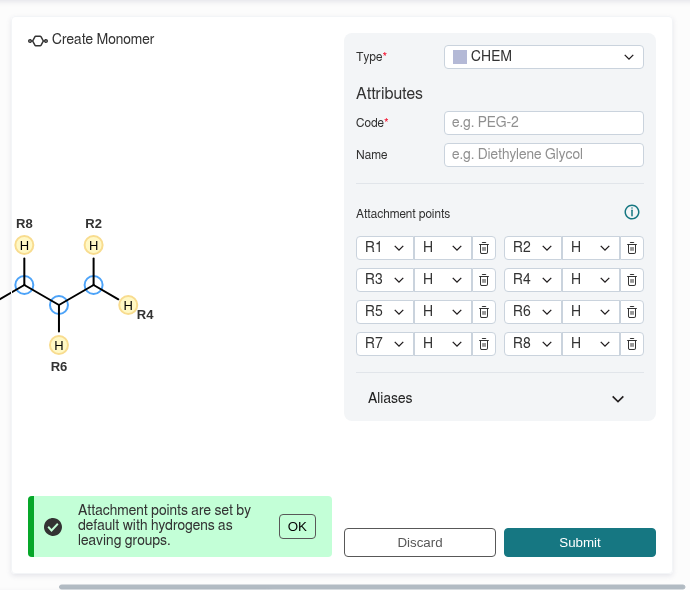 Create Monomer
Type*
CHEM
Attributes
Code*
e.g. PEG-2
Name
e.g. Diethylene Glycol
Attachment points
R1 H R2 H
R3 H R4 H
R5 H R6 H
R7 H R8 H
Aliases
R8 R2
H H
H R4
H
R6
Attachment points are set by
default with hydrogens as
leaving groups.
OK
Discard
Submit